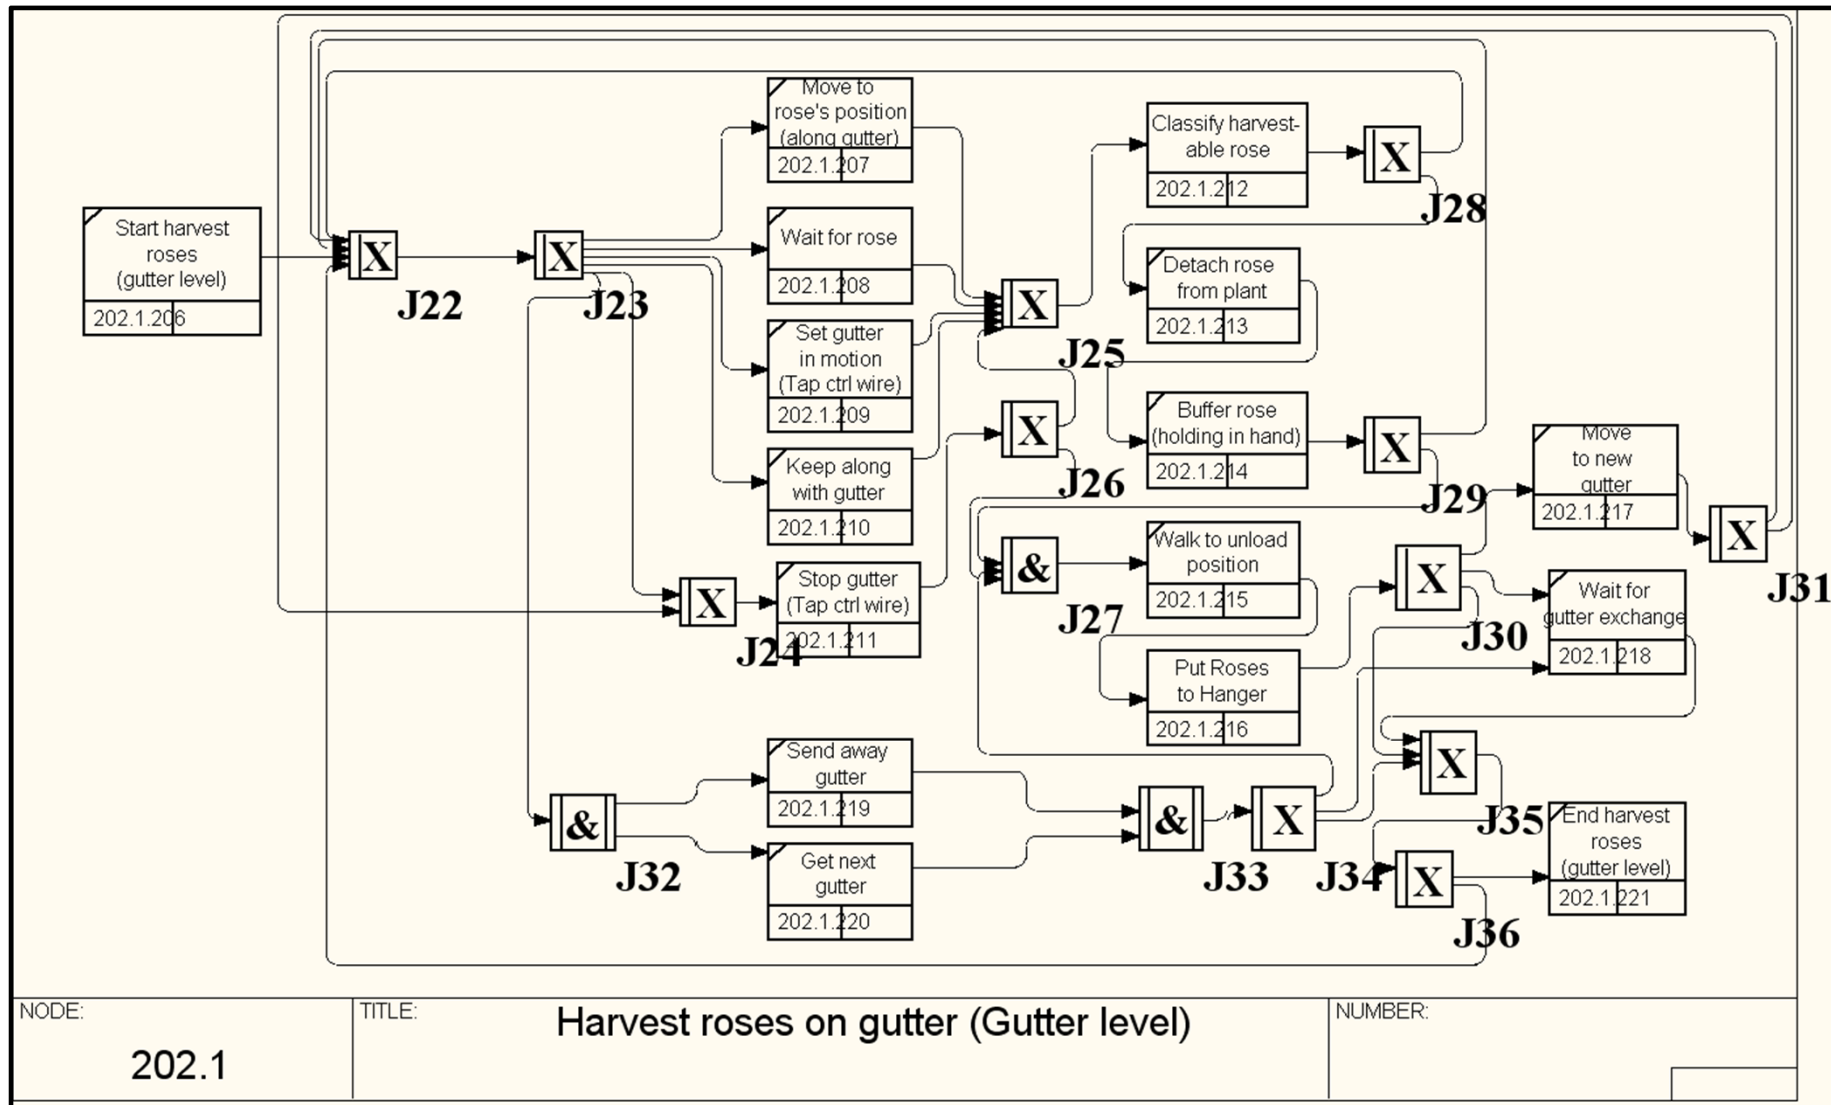 Move to
rose's position
(along gutter)
202.1.207
Classify harvest-
able rose
202.1.212
X
J28
Start harvest
roses
(gutter level)
202.1.206
X
J22
X
J23
Wait for rose
202.1.208
X
J25
Detach rose
from plant
202.1.213
Set gutter
in motion
(Tap ctrl wire)
202.1.209
X
J26
Buffer rose
(holding in hand)
202.1.214
X
J29
Move
to new
gutter
202.1.217
X
J31
Keep along
with gutter
202.1.210
&
J27
Walk to unload
position
202.1.215
X
J30
Wait for
gutter exchange
202.1.218
X
J24
Stop gutter
(Tap ctrl wire)
202.1.211
Put Roses
to Hanger
202.1.216
X
J35
Send away
gutter
202.1.219
&
J32
&
J33
X
J34
End harvest
roses
(gutter level)
202.1.221
Get next
gutter
202.1.220
X
J36
NODE:
202.1
TITLE:
Harvest roses on gutter (Gutter level)
NUMBER: